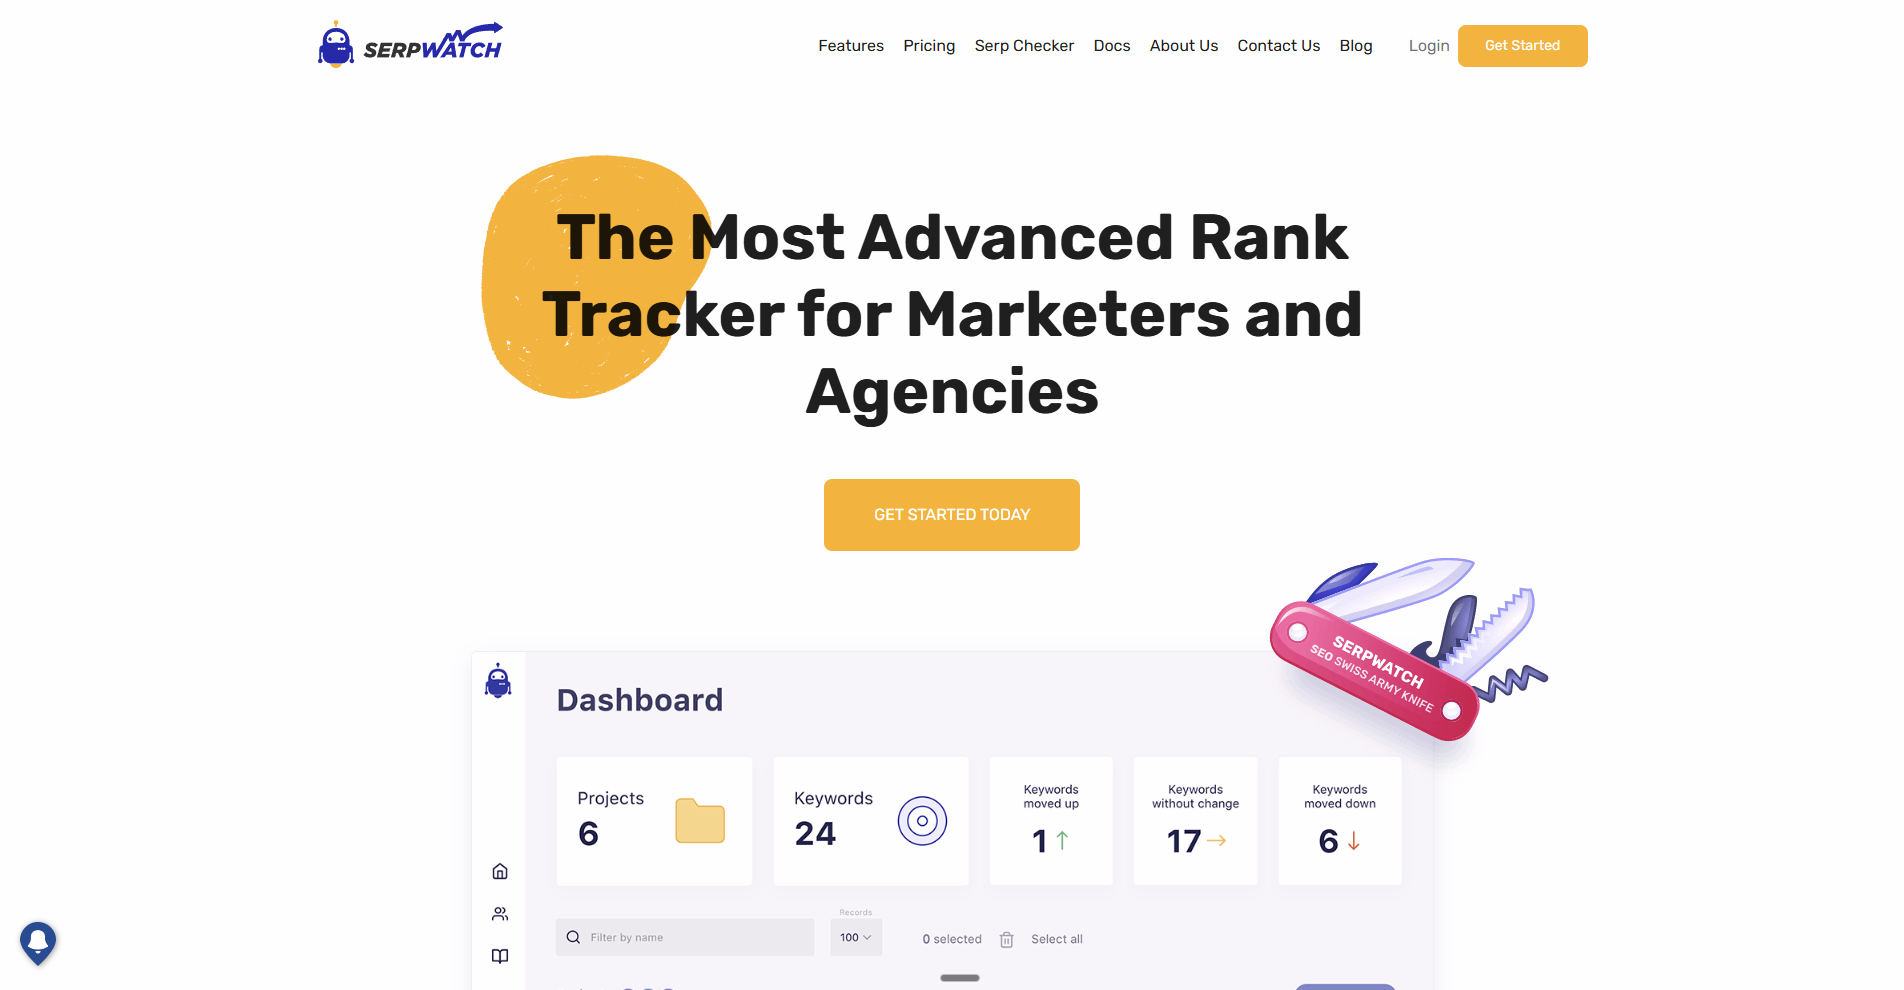 SERPWATCH
Features Pricing Serp Checker Docs About Us Contact Us Blog Login Get Started
The Most Advanced Rank
Tracker for Marketers and
Agencies
GET STARTED TODAY
SERPWATCH
SEO SWISS ARMY KNIFE
Dashboard
Projects
6
Keywords
24
Keywords
moved up
1
Keywords
without change
17
Keywords
moved down
6
Filter by name
Records
100
0 selected
Select all